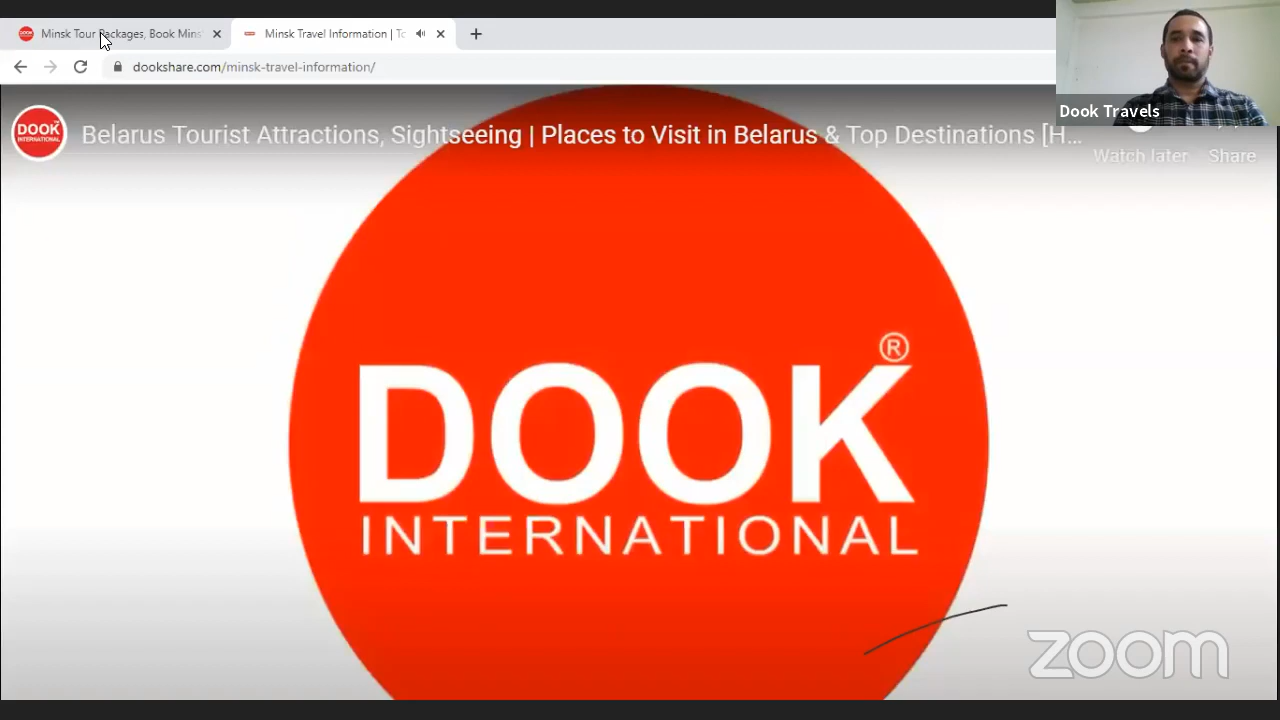 DOOK
Minsk Tour Packages, Book Mins
Minsk Travel Information | To
dookshare.com/minsk-travel-information/
Dook Travels
DOOK
INTERNATIONAL
Belarus Tourist Attractions, Sightseeing | Places to Visit in Belarus & Top Destinations [H...
Watch later
Share
DOOK®
INTERNATIONAL
zoom